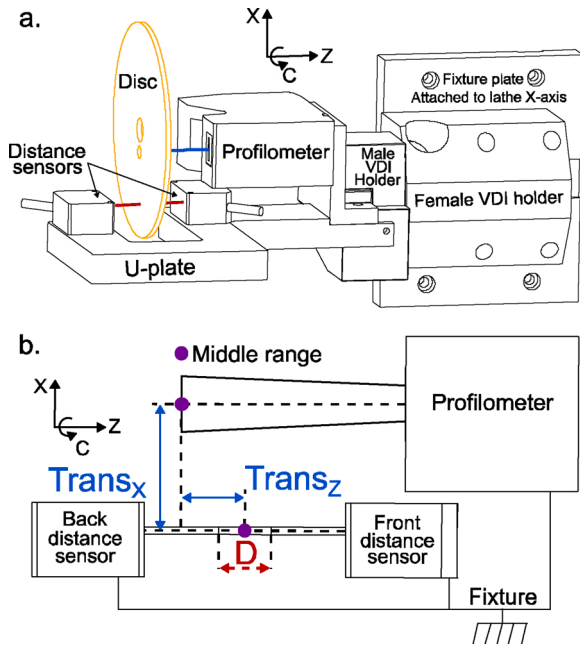 a.
X
Z
C
Disc
Fixture plate
Attached to lathe X-axis
Distance
sensors
Profilometer
Male
VDI
Holder
Female VDI holder
U-plate
b.
Middle range
X
Z
C
Profilometer
TransX
TransZ
Back
distance
sensor
D
Front
distance
sensor
Fixture